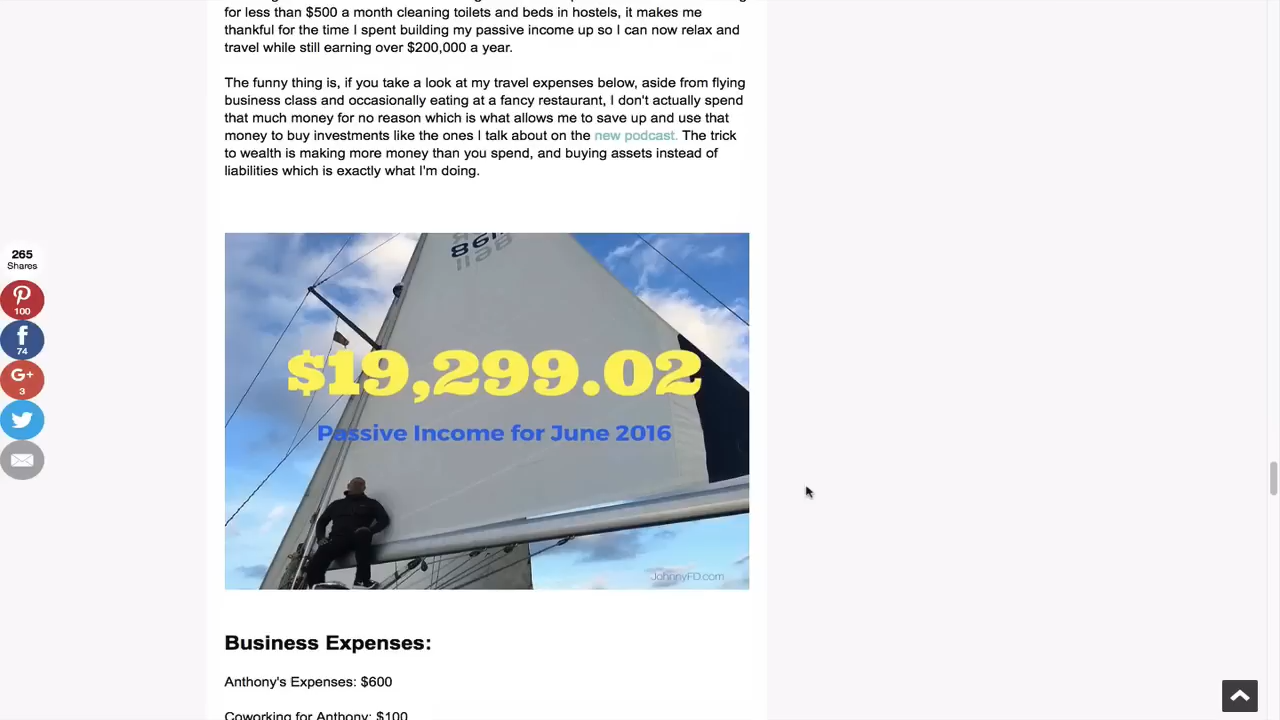 for less than $500 a month cleaning toilets and beds in hostels, it makes me
thankful for the time I spent building my passive income up so I can now relax and
travel while still earning over $200,000 a year.
The funny thing is, if you take a look at my travel expenses below, aside from flying
business class and occasionally eating at a fancy restaurant, I don't actually spend
that much money for no reason which is what allows me to save up and use that
money to buy investments like the ones I talk about on the new podcast. The trick
to wealth is making more money than you spend, and buying assets instead of
liabilities which is exactly what I'm doing.
265
Shares
100
74
G+
3
$19,299.02
Passive Income for June 2016
JohnnyFD.com
Business Expenses:
Anthony's Expenses: $600
Coworking for Anthony: $100